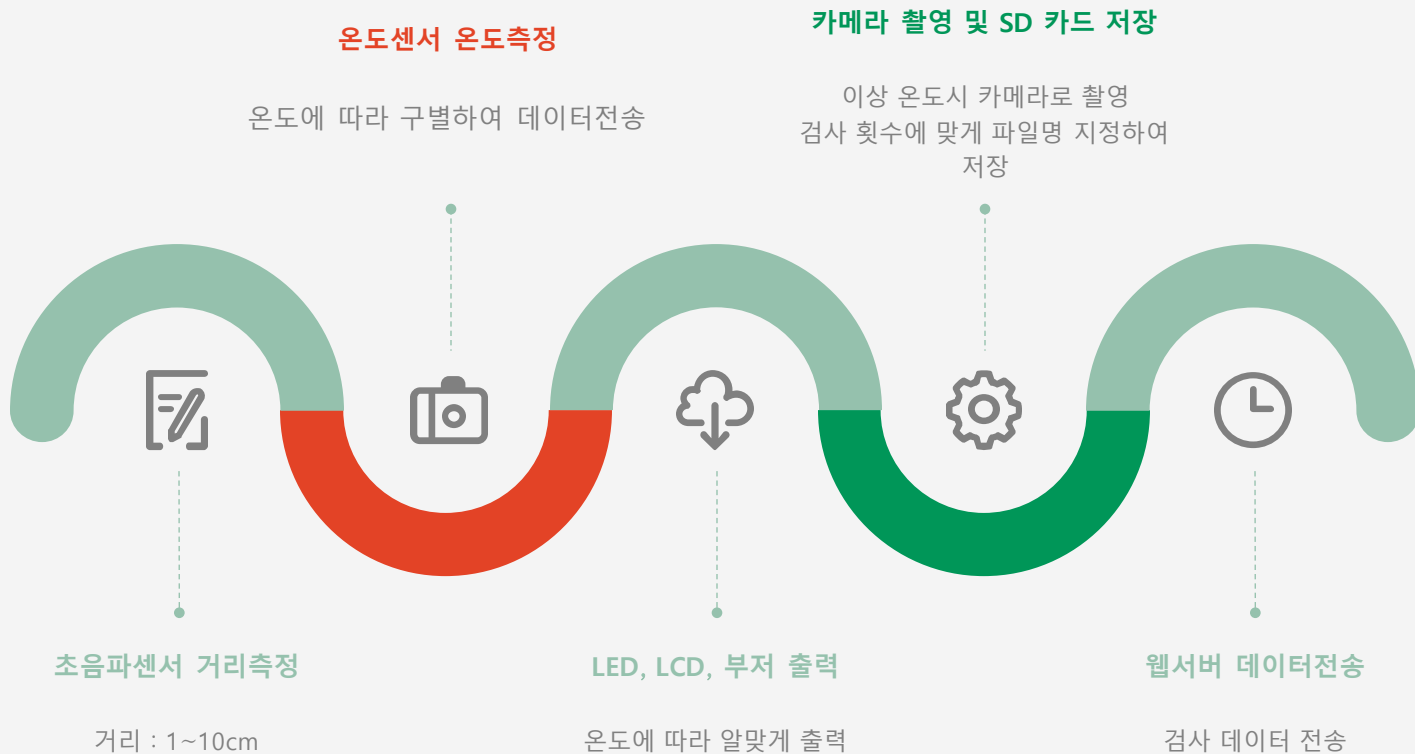 온도센서 온도측정
온도에 따라 구별하여 데이터전송
카메라 촬영 및 SD 카드 저장
이상 온도시 카메라로 촬영
검사 횟수에 맞게 파일명 지정하여
저장
초음파센서 거리측정
거리 : 1~10cm
LED, LCD, 부저 출력
온도에 따라 알맞게 출력
웹서버 데이터전송
검사 데이터 전송